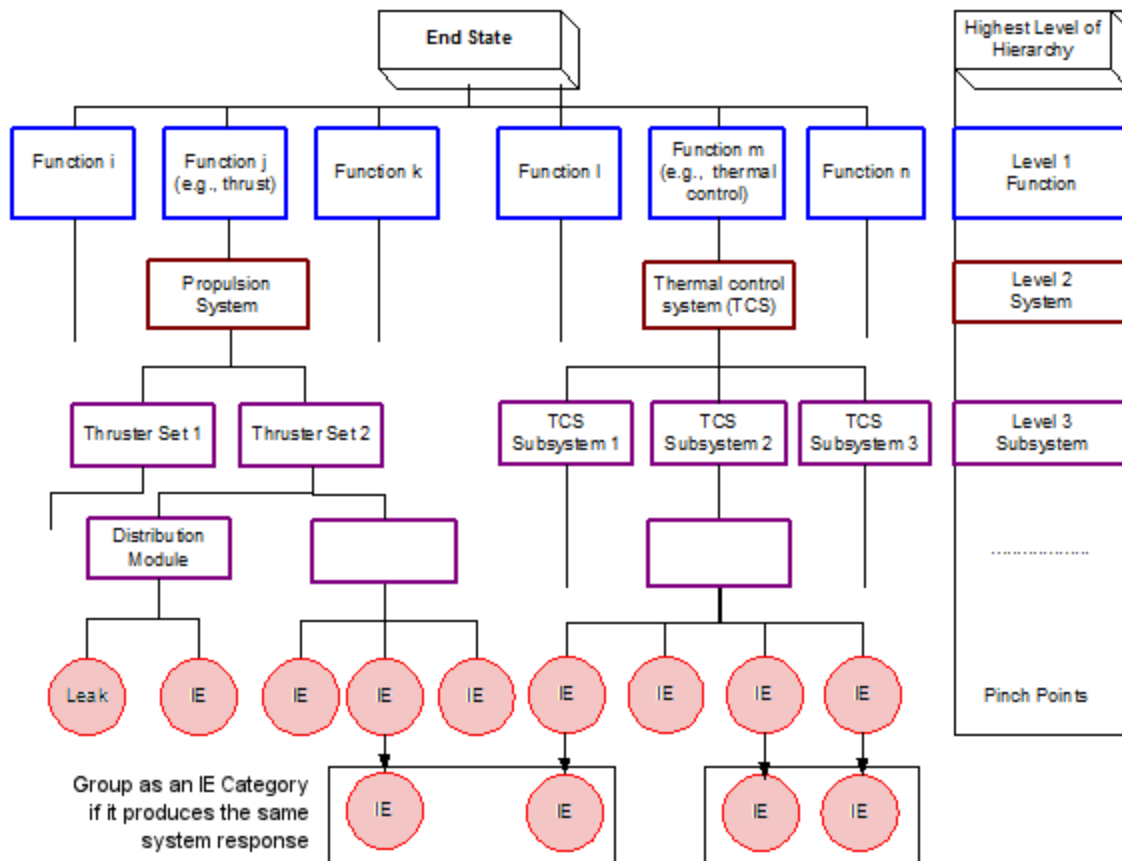 End State
Highest Level of
Hierarchy
Function i
Function j
(e.g., thrust)
Function k
Function l
Function m
(e.g., thermal
control)
Function n
Level 1
Function
Propulsion
System
Thermal control
system (TCS)
Level 2
System
Thruster Set 1
Thruster Set 2
TCS
Subsystem 1
TCS
Subsystem 2
TCS
Subsystem 3
Level 3
Subsystem
Distribution
Module
...................
Leak
IE
IE
IE
IE
IE
IE
IE
IE
Pinch Points
Group as an IE Category
if it produces the same
system response
IE
IE
IE
IE